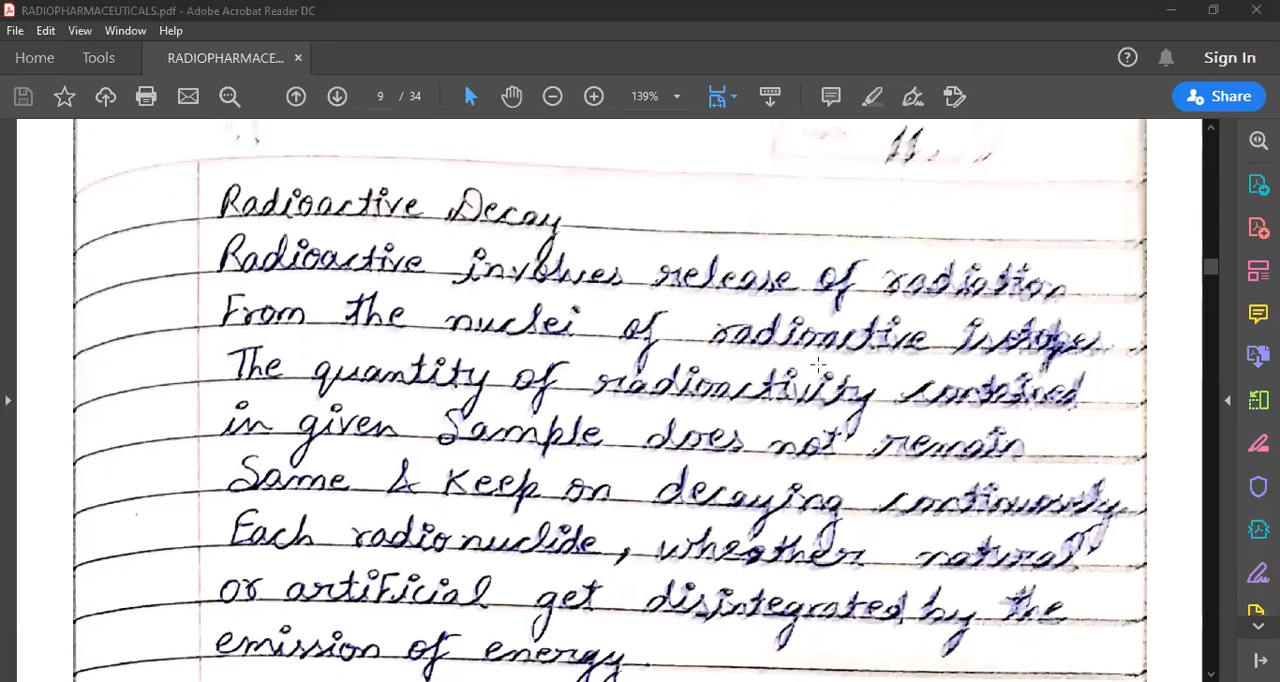 RADIOPHARMACEUTICALS.pdf - Adobe Acrobat Reader DC
File Edit View Window Help
Home Tools RADIOPHARMACE... × Sign In
9 / 34 139% Share
11.
Radioactive Decay
Radioactive involves release of radiation
From the nuclei of radioactive isotopes.
The quantity of radioactivity contained
in given Sample does not remain
Same & Keep on decaying continuously.
Each radionuclide, wheather natural
or artificial get disintegrated by the
emission of energy.